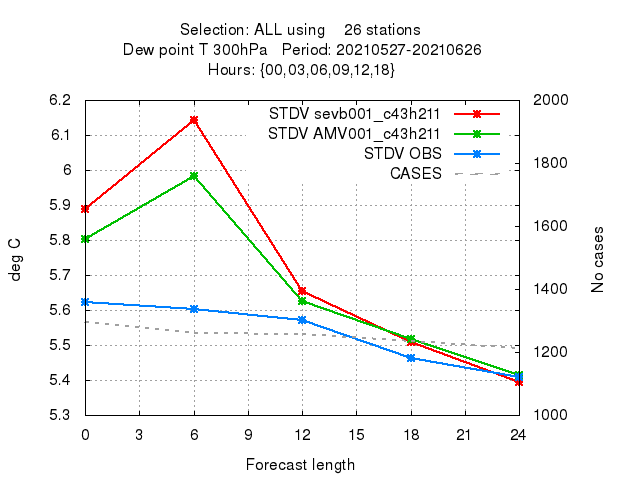 Selection: ALL using    26 stations
Dew point T 300hPa   Period: 20210527-20210626
Hours: {00,03,06,09,12,18}
STDV sevb001_c43h211
STDV AMV001_c43h211
STDV OBS
CASES
6.2
6.1
6
5.9
5.8
5.7
5.6
5.5
5.4
5.3
deg C
2000
1800
1600
1400
1200
1000
No cases
0 3 6 9 12 15 18 21 24
Forecast length